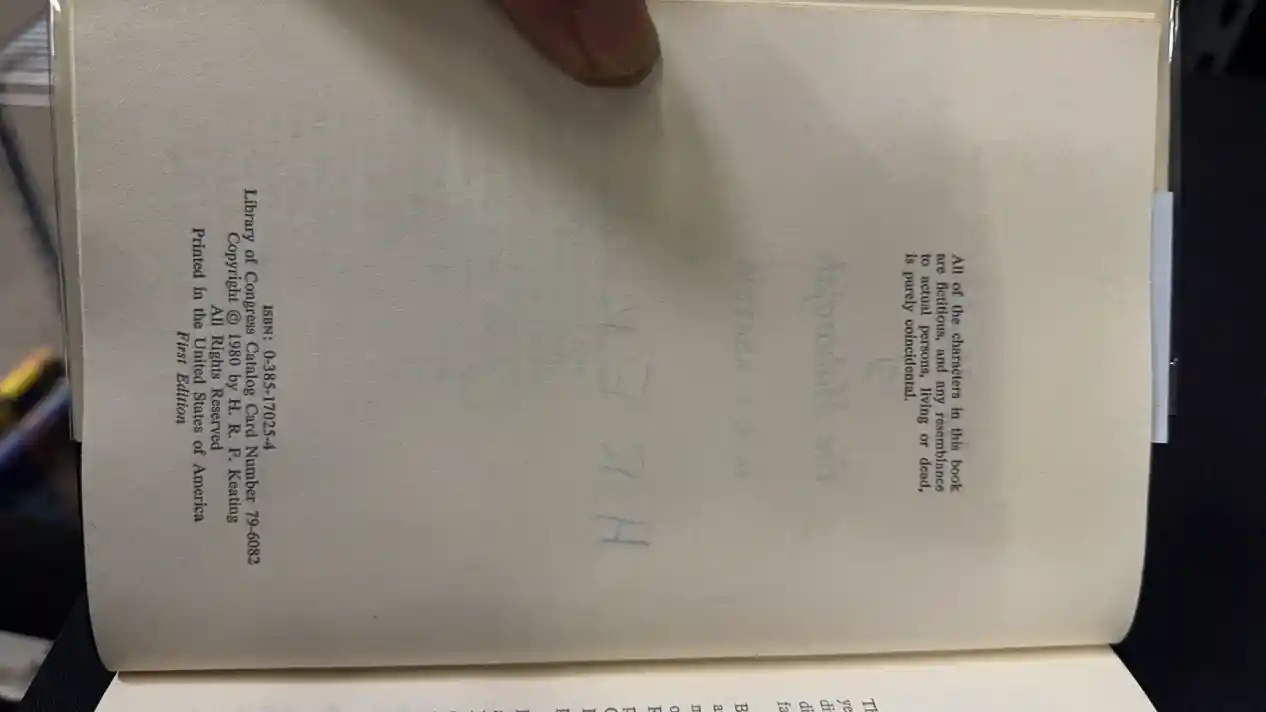 All of the characters in this book
are fictitious, and any resemblance
to actual persons, living or dead,
is purely coincidental.
ISBN: 0-385-17025-4
Library of Congress Catalog Card Number 79-6082
Copyright © 1980 by H. R. F. Keating
All Rights Reserved
Printed in the United States of America
First Edition